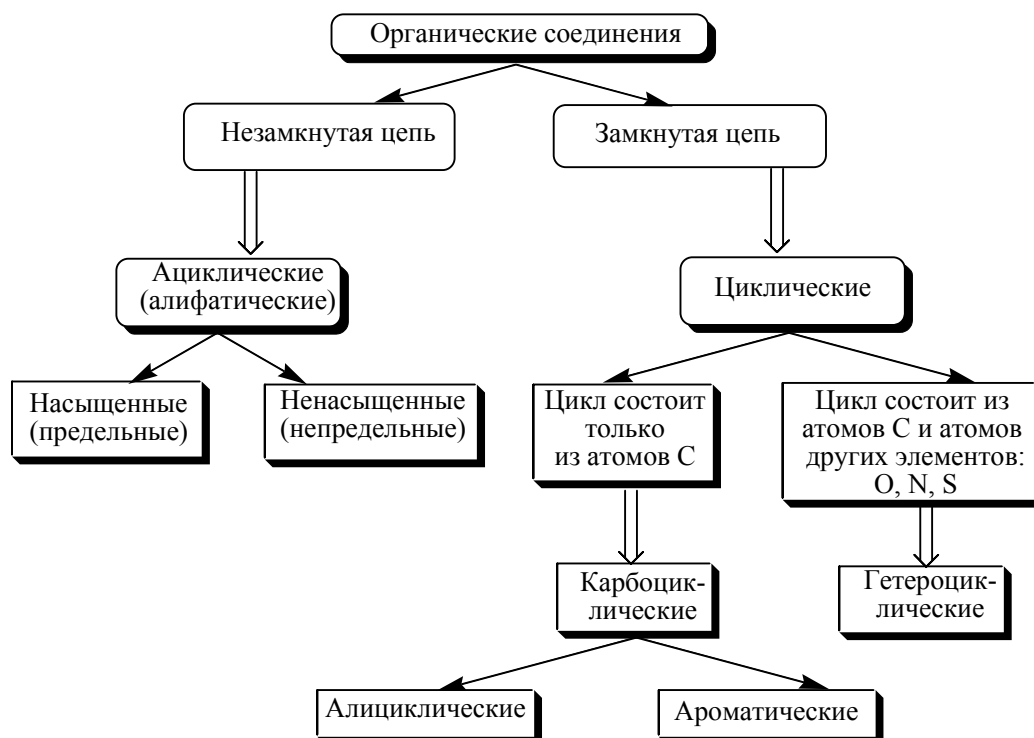 Органические соединения
Незамкнутая цепь
Замкнутая цепь
Ациклические
(алифатические)
Циклические
Насыщенные
(предельные)
Ненасыщенные
(непредельные)
Цикл состоит
только
из атомов С
Цикл состоит из
атомов С и атомов
других элементов:
O, N, S
Карбоцик-
лические
Гетероцик-
лические
Алициклические
Ароматические